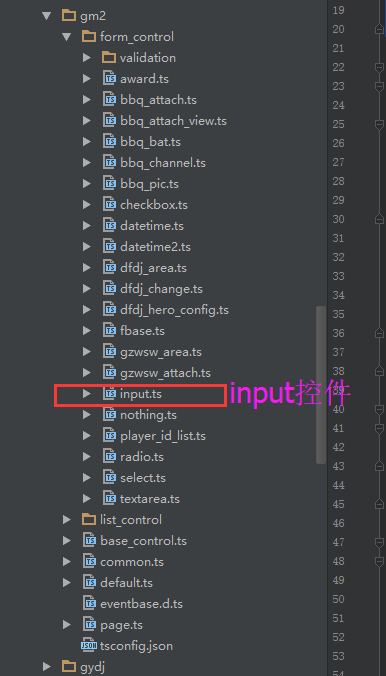 gm2
form_control
validation
award.ts
bbq_attach.ts
bbq_attach_view.ts
bbq_bat.ts
bbq_channel.ts
bbq_pic.ts
checkbox.ts
datetime.ts
datetime2.ts
dfdj_area.ts
dfdj_change.ts
dfdj_hero_config.ts
fbase.ts
gzwsw_area.ts
gzwsw_attach.ts
input.ts
input控件
nothing.ts
player_id_list.ts
radio.ts
select.ts
textarea.ts
list_control
base_control.ts
common.ts
default.ts
eventbase.d.ts
page.ts
tsconfig.json
gydj
19
20
21
22
23
24
25
26
27
28
29
30
31
32
33
34
35
36
37
38
39
40
41
42
43
44
45
46
47
48
49
50
51
52
53